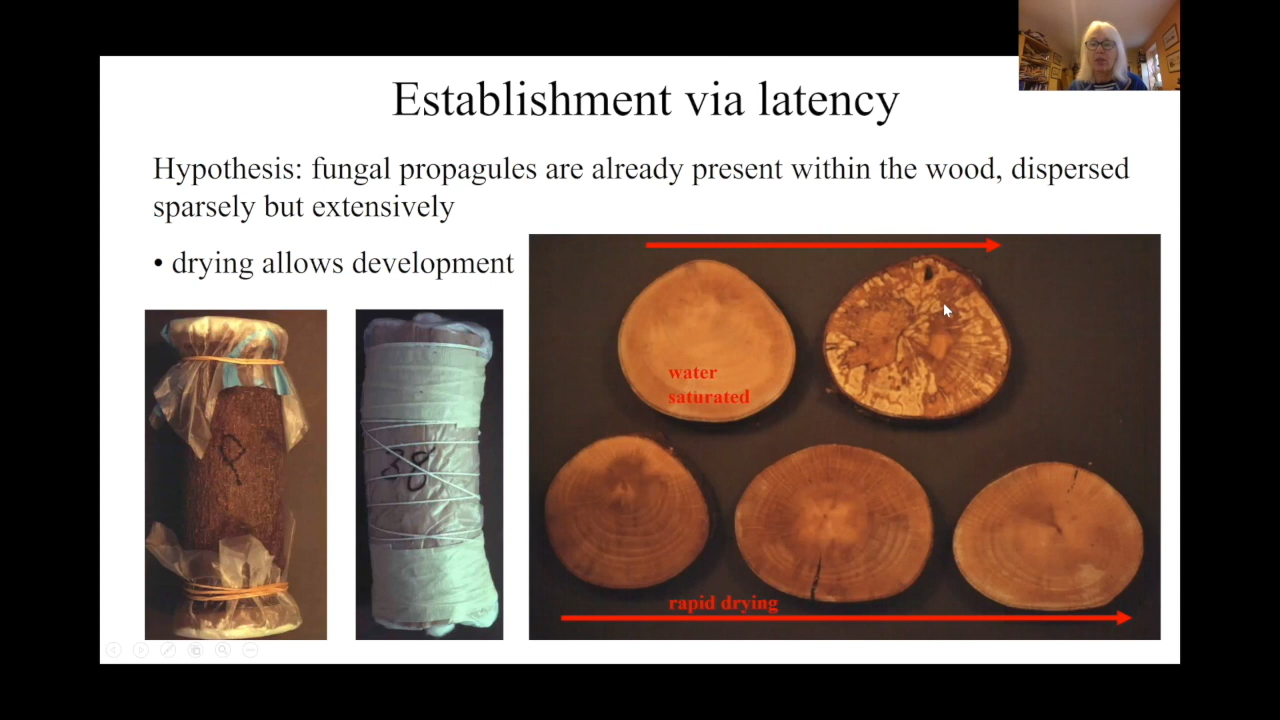 Establishment via latency
Hypothesis: fungal propagules are already present within the wood, dispersed
sparsely but extensively
• drying allows development
water
saturated
38
rapid drying